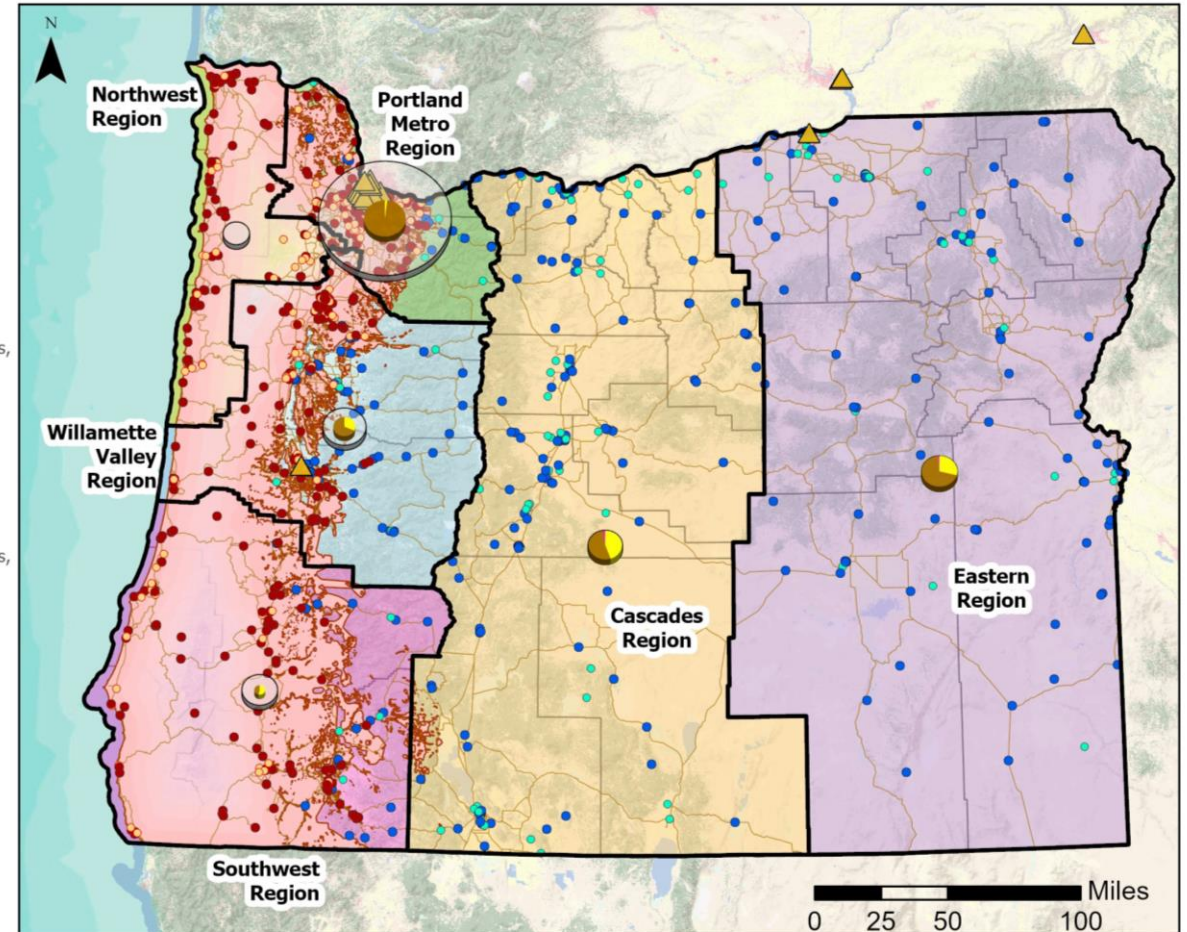 N
Northwest
Region
Portland
Metro
Region
s,
Willamette
Valley
Region
s,
Eastern
Region
Cascades
Region
Southwest
Region
Miles
0 25 50 100